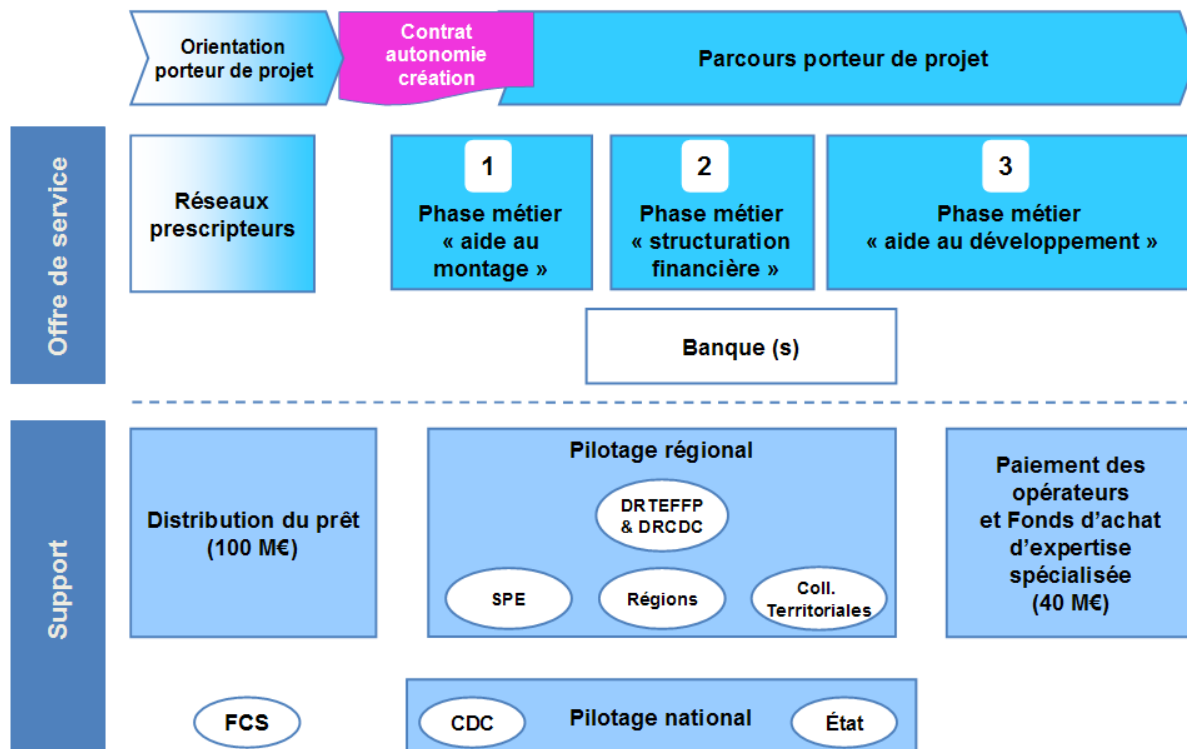 Orientation
porteur de projet
Contrat
autonomie
création
Parcours porteur de projet
Offre de service
Réseaux
prescripteurs
1
Phase métier
« aide au
montage »
2
Phase métier
« structuration
financière »
3
Phase métier
« aide au développement »
Banque (s)
Support
Distribution du prêt
(100 M€)
Pilotage régional
DRTEFFP
& DRCDC
SPE
Régions
Coll.
Territoriales
Paiement des
opérateurs
et Fonds d’achat
d’expertise
spécialisée
(40 M€)
FCS
CDC
Pilotage national
État